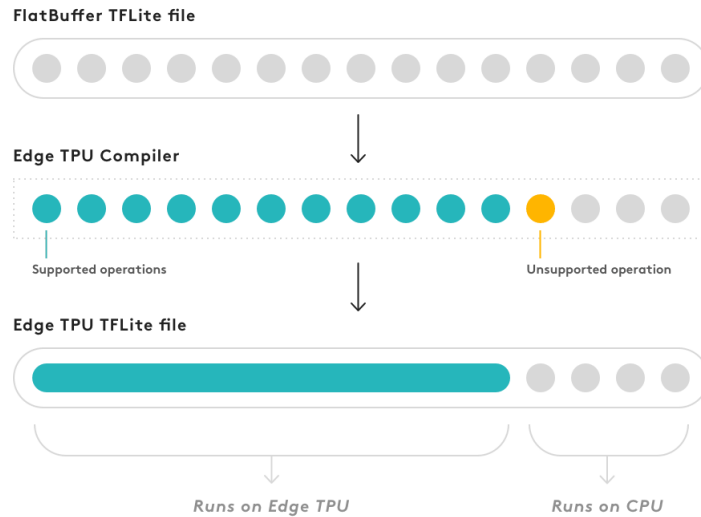 FlatBuffer TFLite file
Edge TPU Compiler
Supported operations
Unsupported operation
Edge TPU TFLite file
Runs on Edge TPU
Runs on CPU